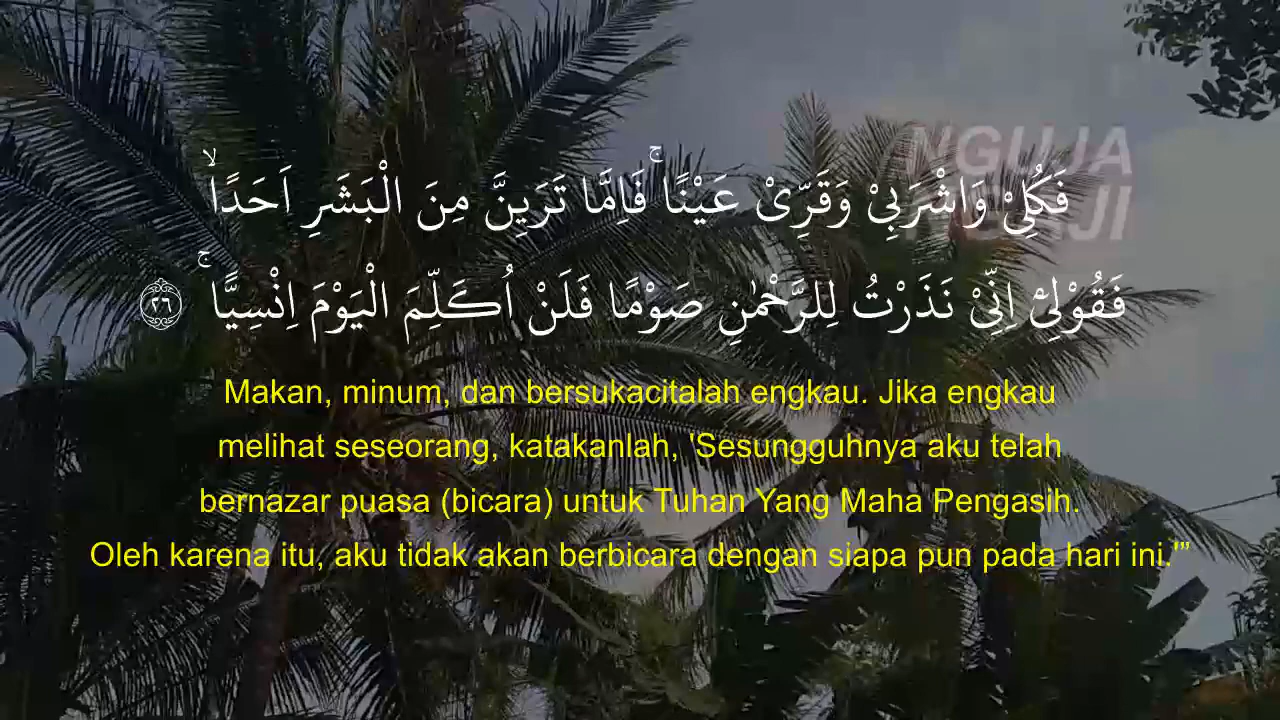 NGUJA
NGAJI
فَكُلِيْ وَاشْرَبِيْ وَقَرِّيْ عَيْنًاۚ فَاِمَّا تَرَيِنَّ مِنَ الْبَشَرِ اَحَدًاۙ
فَقُوْلِيْٓ اِنِّيْ نَذَرْتُ لِلرَّحْمٰنِ صَوْمًا فَلَنْ اُكَلِّمَ الْيَوْمَ اِنْسِيًّاۚ ٢٦
Makan, minum, dan bersukacitalah engkau. Jika engkau
melihat seseorang, katakanlah, 'Sesungguhnya aku telah
bernazar puasa (bicara) untuk Tuhan Yang Maha Pengasih.
Oleh karena itu, aku tidak akan berbicara dengan siapa pun pada hari ini.'”